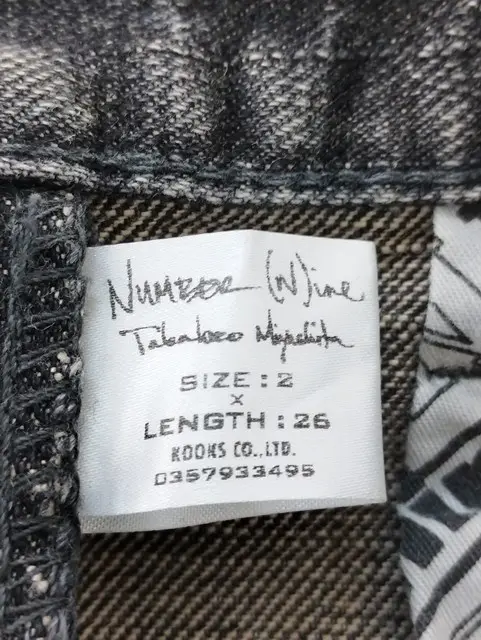 NUMBER (N)ine
Takahiro Miyashita
SIZE : 2
X
LENGTH : 26
KOOKS CO.,LTD.
0357933495